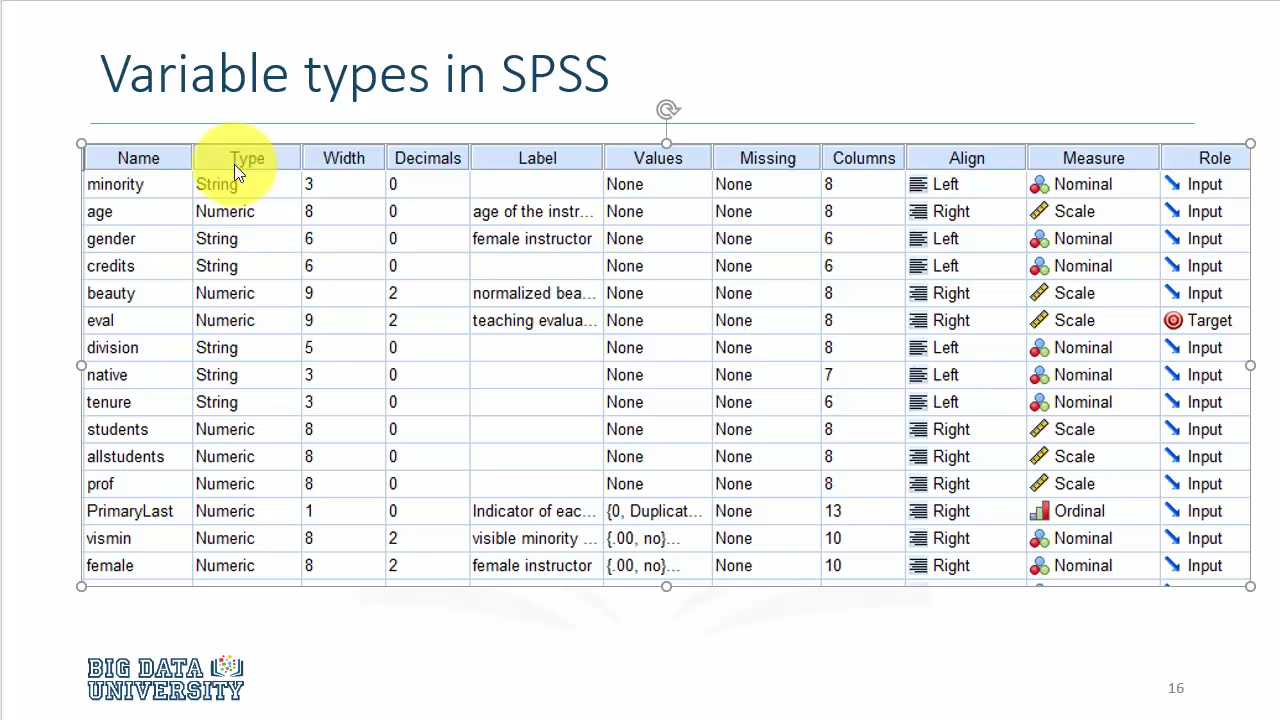 Variable types in SPSS
Name Type Width Decimals Label Values Missing Columns Align Measure Role
minority String 3 0 None None 8 Left Nominal Input
age Numeric 8 0 age of the instr... None None 8 Right Scale Input
gender String 6 0 female instructor None None 6 Left Nominal Input
credits String 6 0 None None 6 Left Nominal Input
beauty Numeric 9 2 normalized bea... None None 8 Right Scale Input
eval Numeric 9 2 teaching evalua... None None 8 Right Scale Target
division String 5 0 None None 8 Left Nominal Input
native String 3 0 None None 7 Left Nominal Input
tenure String 3 0 None None 6 Left Nominal Input
students Numeric 8 0 None None 8 Right Scale Input
allstudents Numeric 8 0 None None 8 Right Scale Input
prof Numeric 8 0 None None 8 Right Scale Input
PrimaryLast Numeric 1 0 Indicator of eac... {0, Duplicat... None 13 Right Ordinal Input
vismin Numeric 8 2 visible minority ... {.00, no}... None 10 Right Nominal Input
female Numeric 8 2 female instructor {.00, no}... None 10 Right Nominal Input
BIG DATA
UNIVERSITY
16